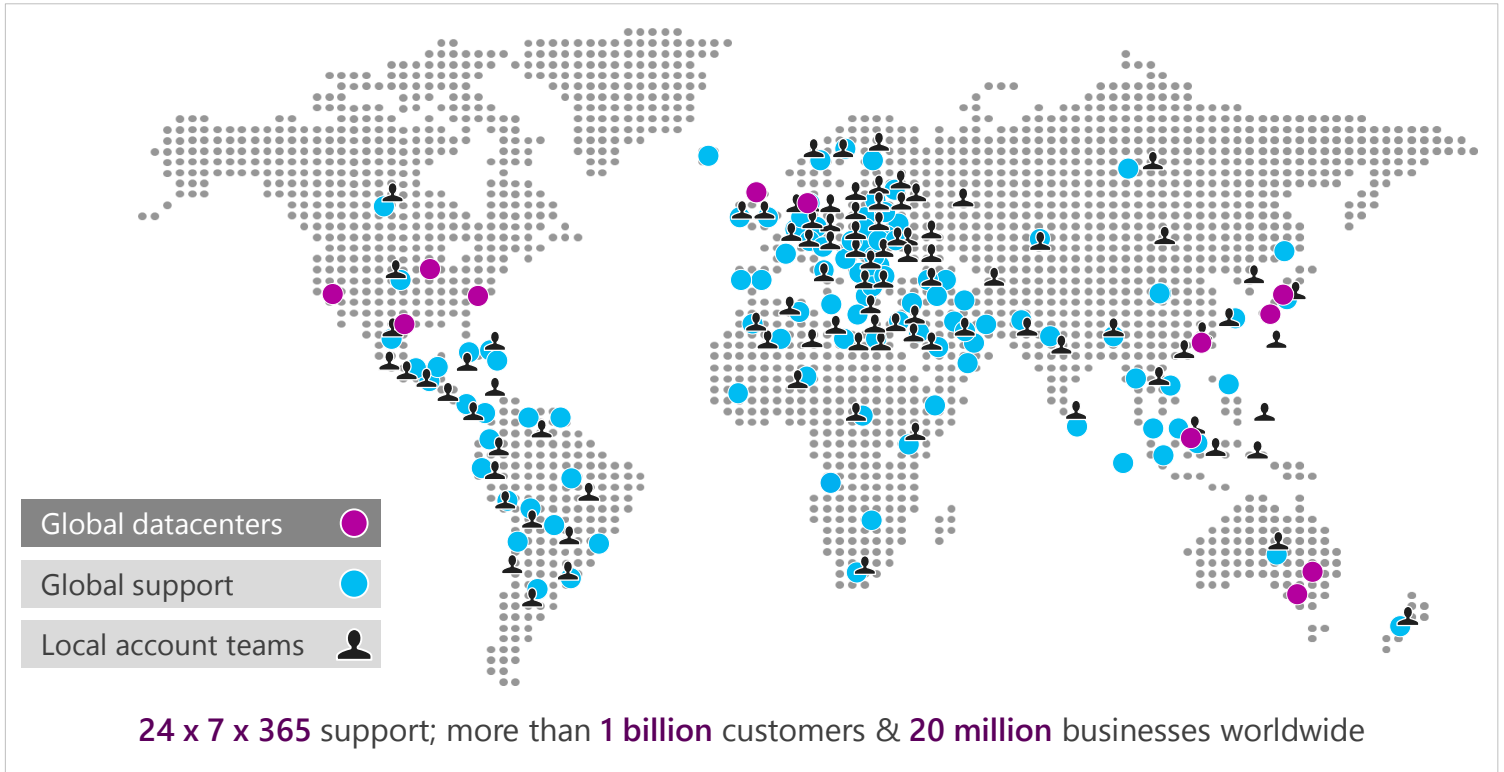 Global datacenters
Global support
Local account teams
24 x 7 x 365 support; more than 1 billion customers & 20 million businesses worldwide